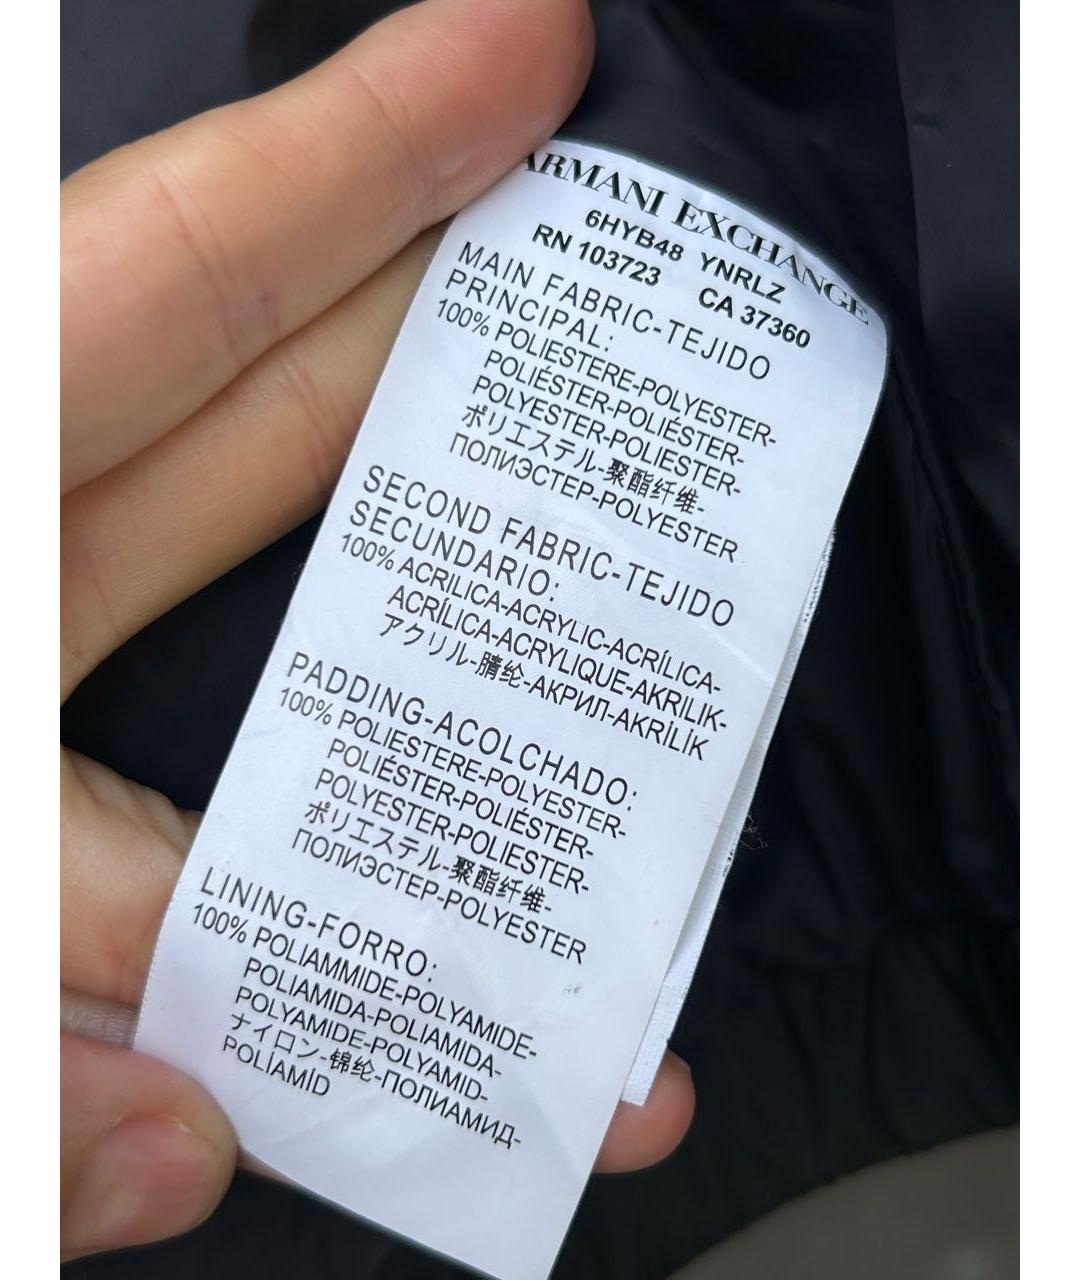 ARMANI EXCHANGE
6HYB48 YNRLZ
RN 103723 CA 37360
MAIN FABRIC-TEJIDO
PRINCIPAL:
100% POLIESTERE-POLYESTER-
POLIÉSTER-POLIÉSTER-
POLYESTER-POLIESTER-
ポリエステル-聚酯纤维-
ПОЛИЭСТЕР-POLYESTER
SECOND FABRIC-TEJIDO
SECUNDARIO:
100% ACRILICA-ACRYLIC-ACRÍLICA-
ACRÍLICA-ACRYLIQUE-AKRILIK-
アクリル-腈纶-АКРИЛ-AKRİLİK
PADDING-ACOLCHADO:
100% POLIESTERE-POLYESTER-
POLIÉSTER-POLIÉSTER-
POLYESTER-POLIESTER-
ポリエステル-聚酯纤维-
ПОЛИЭСТЕР-POLYESTER
LINING-FORRO:
100% POLIAMMIDE-POLYAMIDE-
POLIAMIDA-POLIAMIDA-
POLYAMIDE-POLYAMID-
ナイロン-锦纶-ПОЛИАМИД-
POLİAMİD